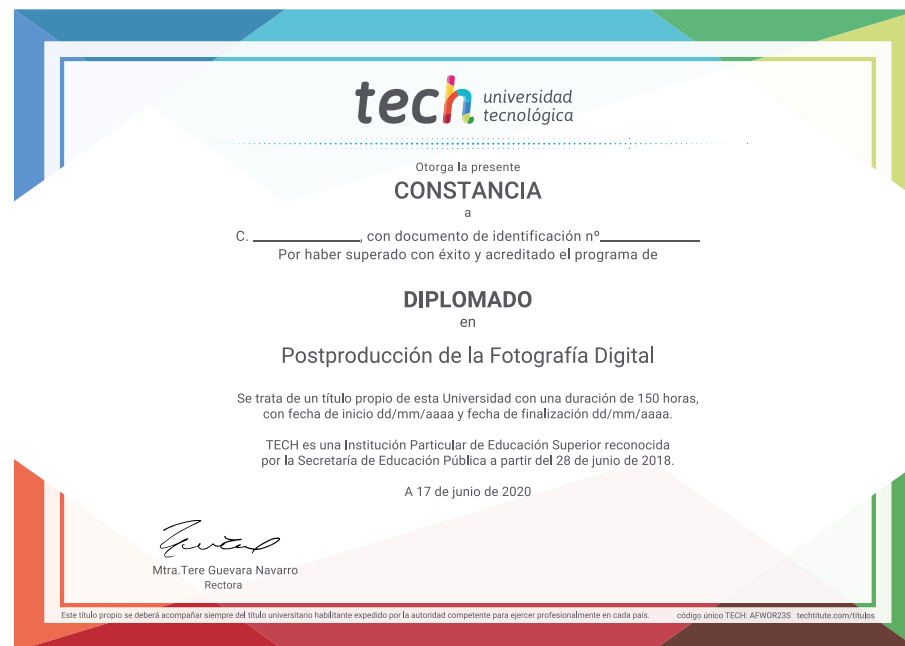 tech universidad
tecnológica
Otorga la presente
CONSTANCIA
a
C. ______________, con documento de identificación nº_____________
Por haber superado con éxito y acreditado el programa de
DIPLOMADO
en
Postproducción de la Fotografía Digital
Se trata de un título propio de esta Universidad con una duración de 150 horas,
con fecha de inicio dd/mm/aaaa y fecha de finalización dd/mm/aaaa.
TECH es una Institución Particular de Educación Superior reconocida
por la Secretaría de Educación Pública a partir del 28 de junio de 2018.
A 17 de junio de 2020
Mtra.Tere Guevara Navarro
Rectora
Este título propio se deberá acompañar siempre del título universitario habilitante expedido por la autoridad competente para ejercer profesionalmente en cada país. código único TECH: AFWOR23S techtitute.com/titulos